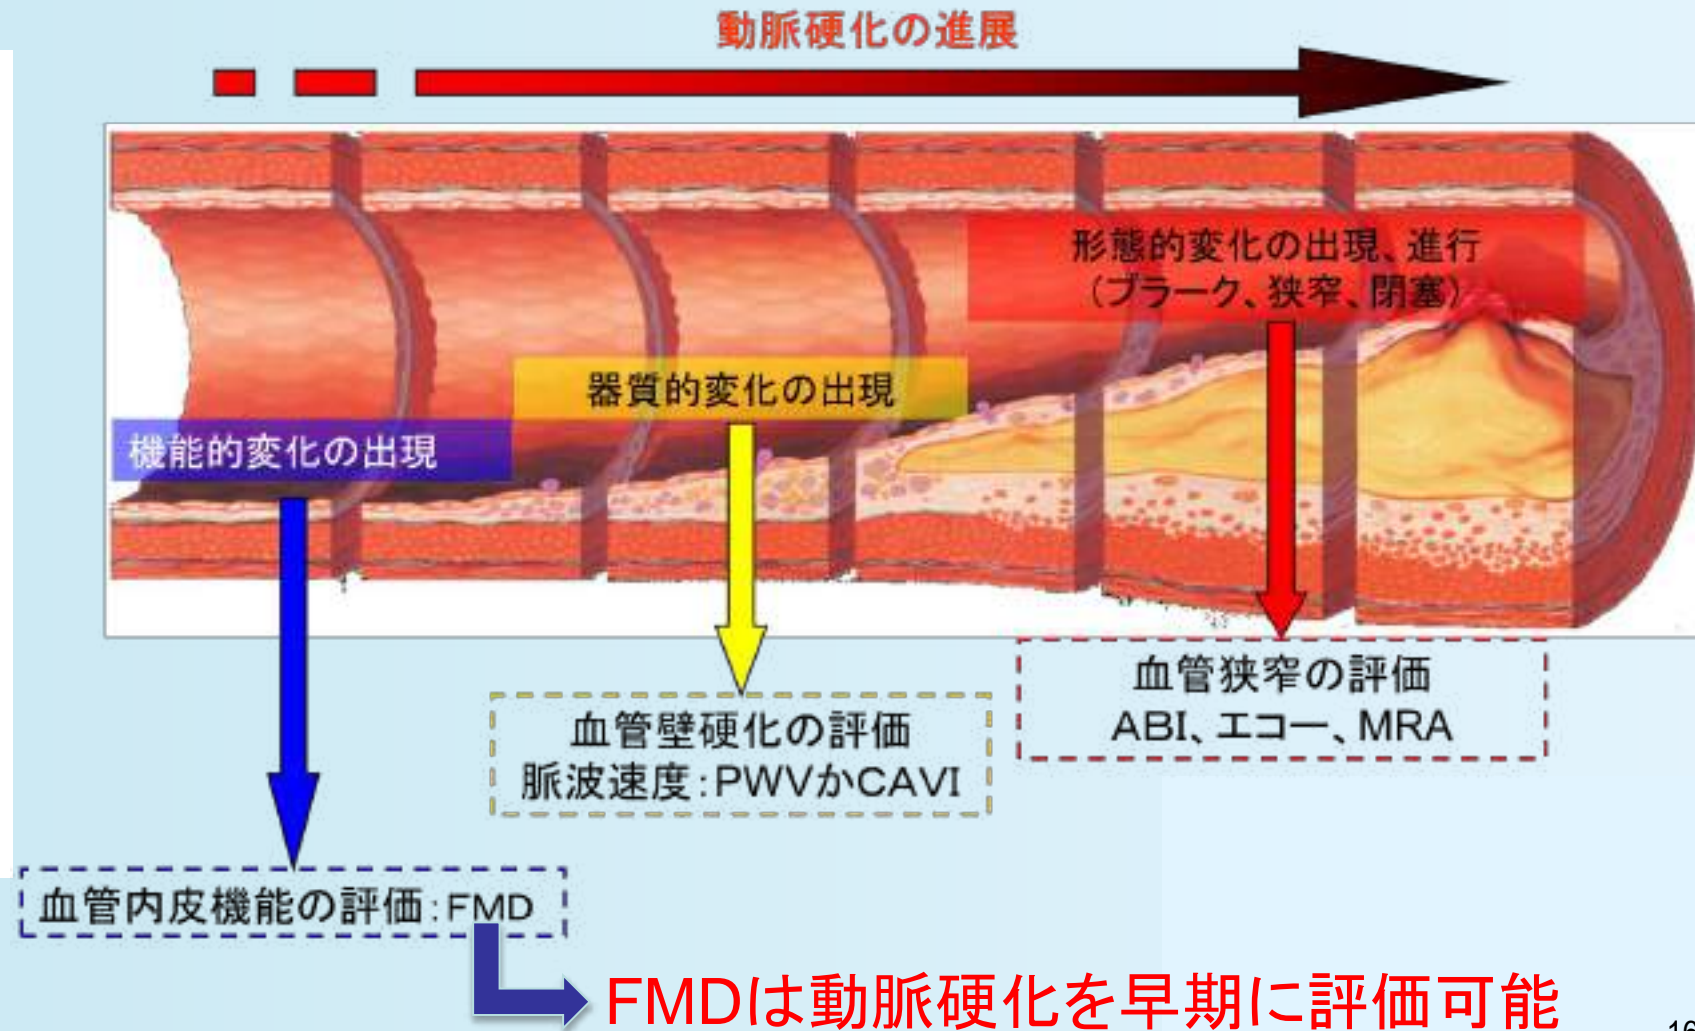 動脈硬化の進展
形態的変化の出現、進行
(プラーク、狭窄、閉塞)
器質的変化の出現
機能的変化の出現
血管狭窄の評価
ABI、エコー、MRA
血管壁硬化の評価
脈波速度:PWVかCAVI
血管内皮機能の評価:FMD
FMDは動脈硬化を早期に評価可能
16